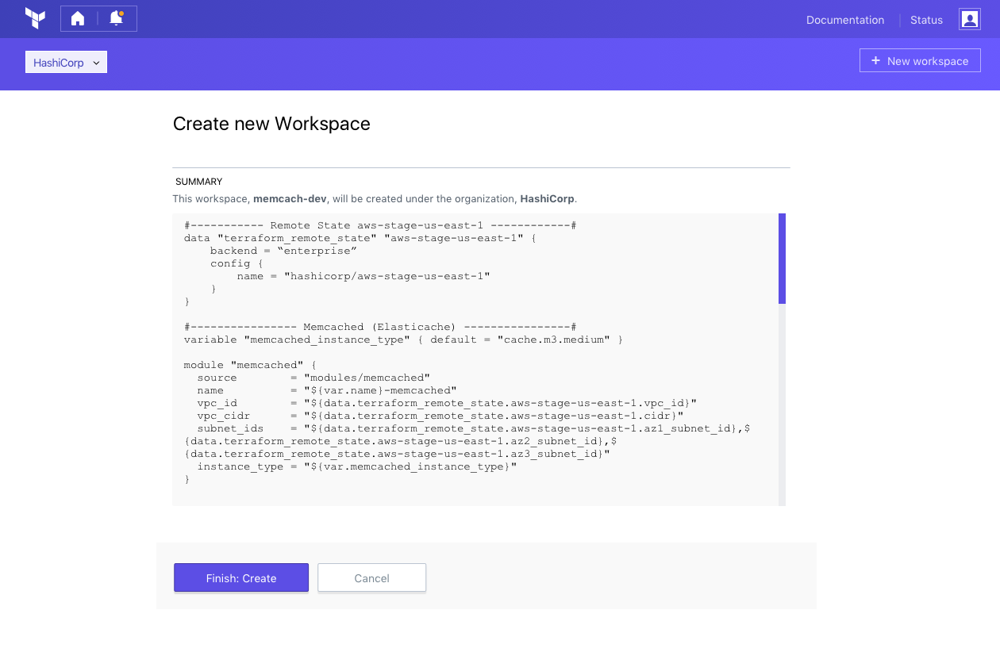 Documentation
Status
HashiCorp
+ New workspace
Create new Workspace
SUMMARY
This workspace, memcach-dev, will be created under the organization, HashiCorp.
#----------- Remote State aws-stage-us-east-1 ------------#
data "terraform_remote_state" "aws-stage-us-east-1" {
    backend = “enterprise”
    config {
        name = "hashicorp/aws-stage-us-east-1"
    }
}
#---------------- Memcached (Elasticache) ----------------#
variable "memcached_instance_type" { default = "cache.m3.medium" }
module "memcached" {
  source        = "modules/memcached"
  name          = "${var.name}-memcached"
  vpc_id        = "${data.terraform_remote_state.aws-stage-us-east-1.vpc_id}"
  vpc_cidr      = "${data.terraform_remote_state.aws-stage-us-east-1.cidr}"
  subnet_ids    = "${data.terraform_remote_state.aws-stage-us-east-1.az1_subnet_id},$
{data.terraform_remote_state.aws-stage-us-east-1.az2_subnet_id},$
{data.terraform_remote_state.aws-stage-us-east-1.az3_subnet_id}"
  instance_type = "${var.memcached_instance_type}"
}
Finish: Create
Cancel